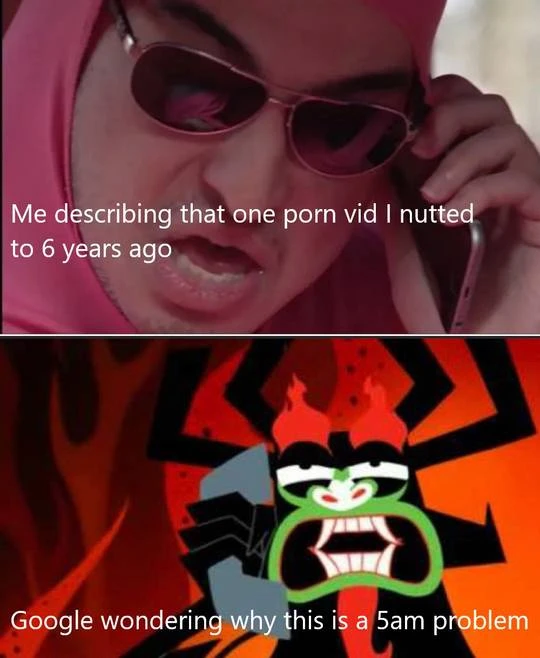 Me describing that one porn vid I nutted
to 6 years ago
Google wondering why this is a 5am problem